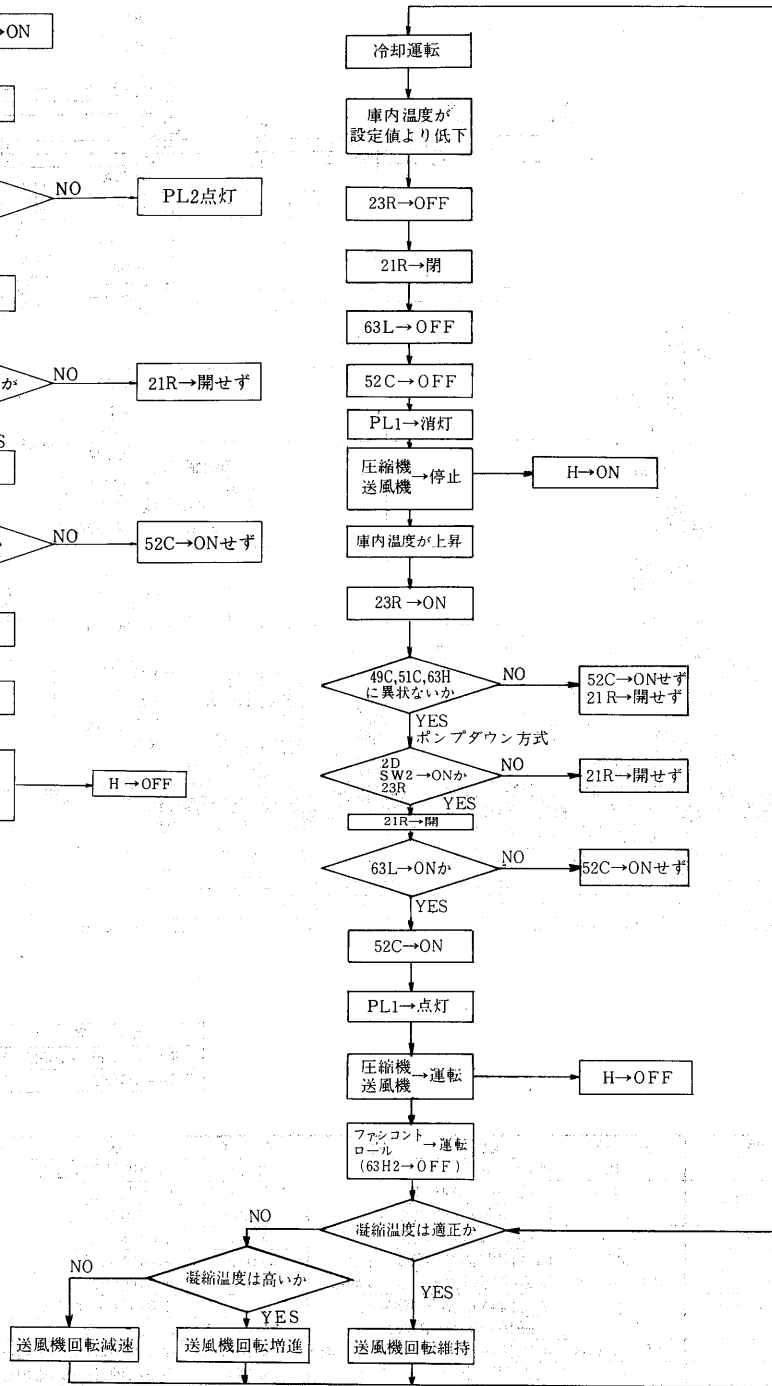 →ON
NO
PL2点灯
か
NO
21R→開せず
S
NO
52C→ONせず
H→OFF
冷却運転
庫内温度が
設定値より低下
23R→OFF
21R→閉
63L→OFF
52C→OFF
PL1→消灯
圧縮機
送風機→停止
H→ON
庫内温度が上昇
23R→ON
49C,51C,63H
に異状ないか
NO
52C→ONせず
21R→開せず
YES
ポンプダウン方式
2D
SW2→ONか
23R
NO
21R→開せず
YES
21R→開
63L→ONか
NO
52C→ONせず
YES
52C→ON
PL1→点灯
圧縮機
送風機→運転
H→OFF
ファンコント
ロール→運転
(63H2→OFF)
凝縮温度は適正か
NO
凝縮温度は高いか
NO
YES
YES
送風機回転減速
送風機回転増進
送風機回転維持